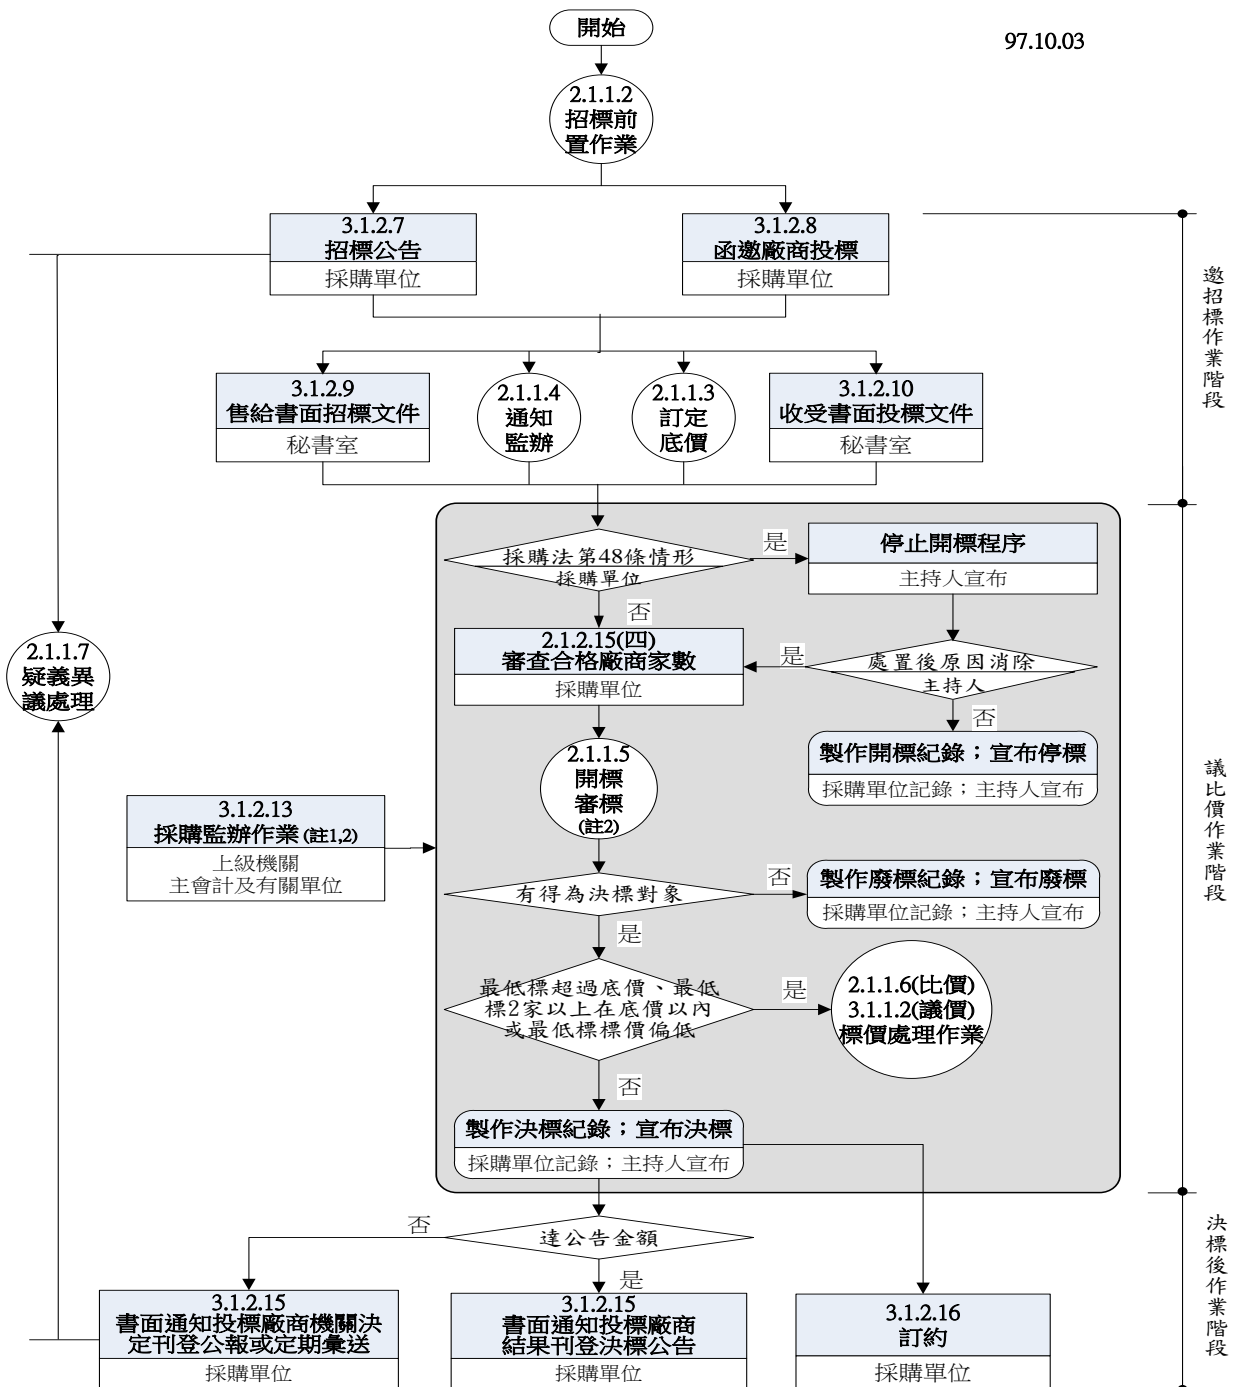 開始
97.10.03
2.1.1.2
招標前
置作業
3.1.2.7
招標公告
採購單位
3.1.2.8
函邀廠商投標
採購單位
邀招標作業階段
3.1.2.9
售給書面招標文件
秘書室
2.1.1.4
通知
監辦
2.1.1.3
訂定
底價
3.1.2.10
收受書面投標文件
秘書室
採購法第48條情形
採購單位
是
停止開標程序
主持人宣布
否
2.1.2.15(四)
審查合格廠商家數
採購單位
是
處置後原因消除
主持人
否
製作開標紀錄；宣布停標
採購單位記錄；主持人宣布
2.1.1.7
疑義異
議處理
2.1.1.5
開標
審標
(註2)
3.1.2.13
採購監辦作業(註1,2)
上級機關
主會計及有關單位
議比價作業階段
有得為決標對象
否
製作廢標紀錄；宣布廢標
採購單位記錄；主持人宣布
是
最低標超過底價、最低
標2家以上在底價以內
或最低標標價偏低
是
2.1.1.6(比價)
3.1.1.2(議價)
標價處理作業
否
製作決標紀錄；宣布決標
採購單位記錄；主持人宣布
達公告金額
否
是
決標後作業階段
3.1.2.15
書面通知投標廠商機關決
定刊登公報或定期彙送
採購單位
3.1.2.15
書面通知投標廠商
結果刊登決標公告
採購單位
3.1.2.16
訂約
採購單位